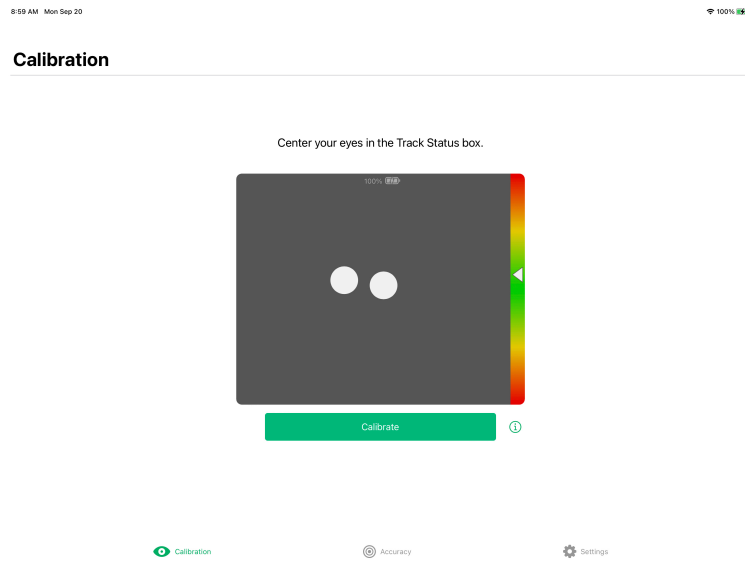 8:59 AM Mon Sep 20
100%
Calibration
Center your eyes in the Track Status box.
100%
Calibrate
Calibration
Accuracy
Settings